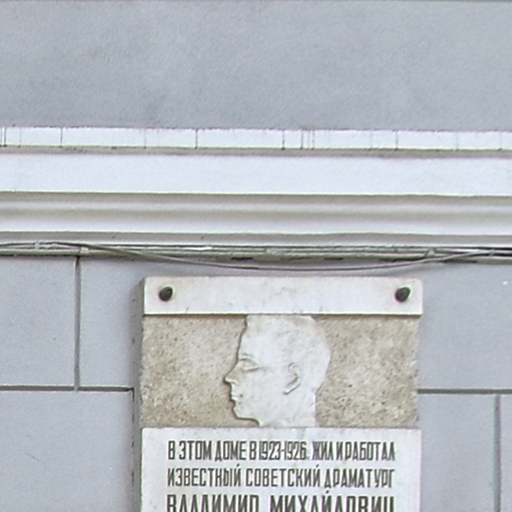 В ЭТОМ ДОМЕ В 1923-1926. ЖИЛ И РАБОТАЛ
ИЗВЕСТНЫЙ СОВЕТСКИЙ ДРАМАТУРГ
ВЛАДИМИР МИХАЙЛОВИЧ